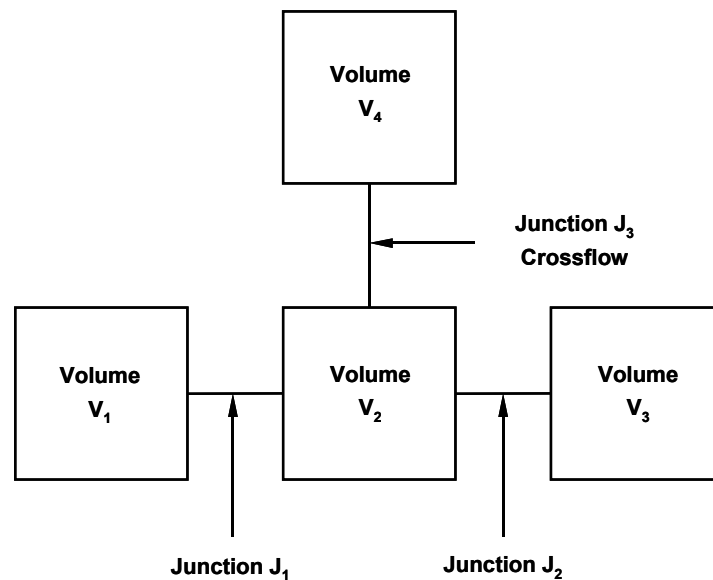 Volume
V₄
Junction J₃
Crossflow
Volume
V₁
Volume
V₂
Volume
V₃
Junction J₁
Junction J₂